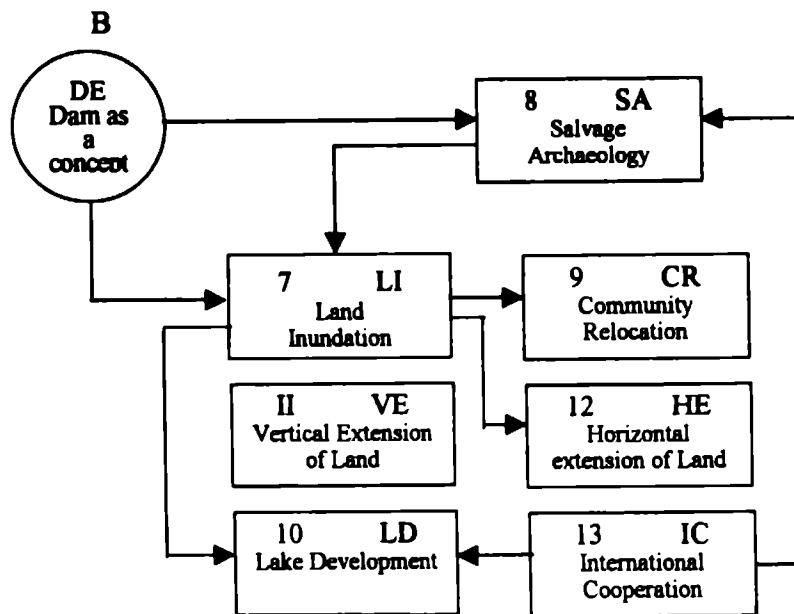 B
DE
Dam as
a
concept
8 SA
Salvage
Archaeology
7 LI
Land
Inundation
9 CR
Community
Relocation
II VE
Vertical Extension
of Land
12 HE
Horizontal
extension of Land
10 LD
Lake Development
13 IC
International
Cooperation